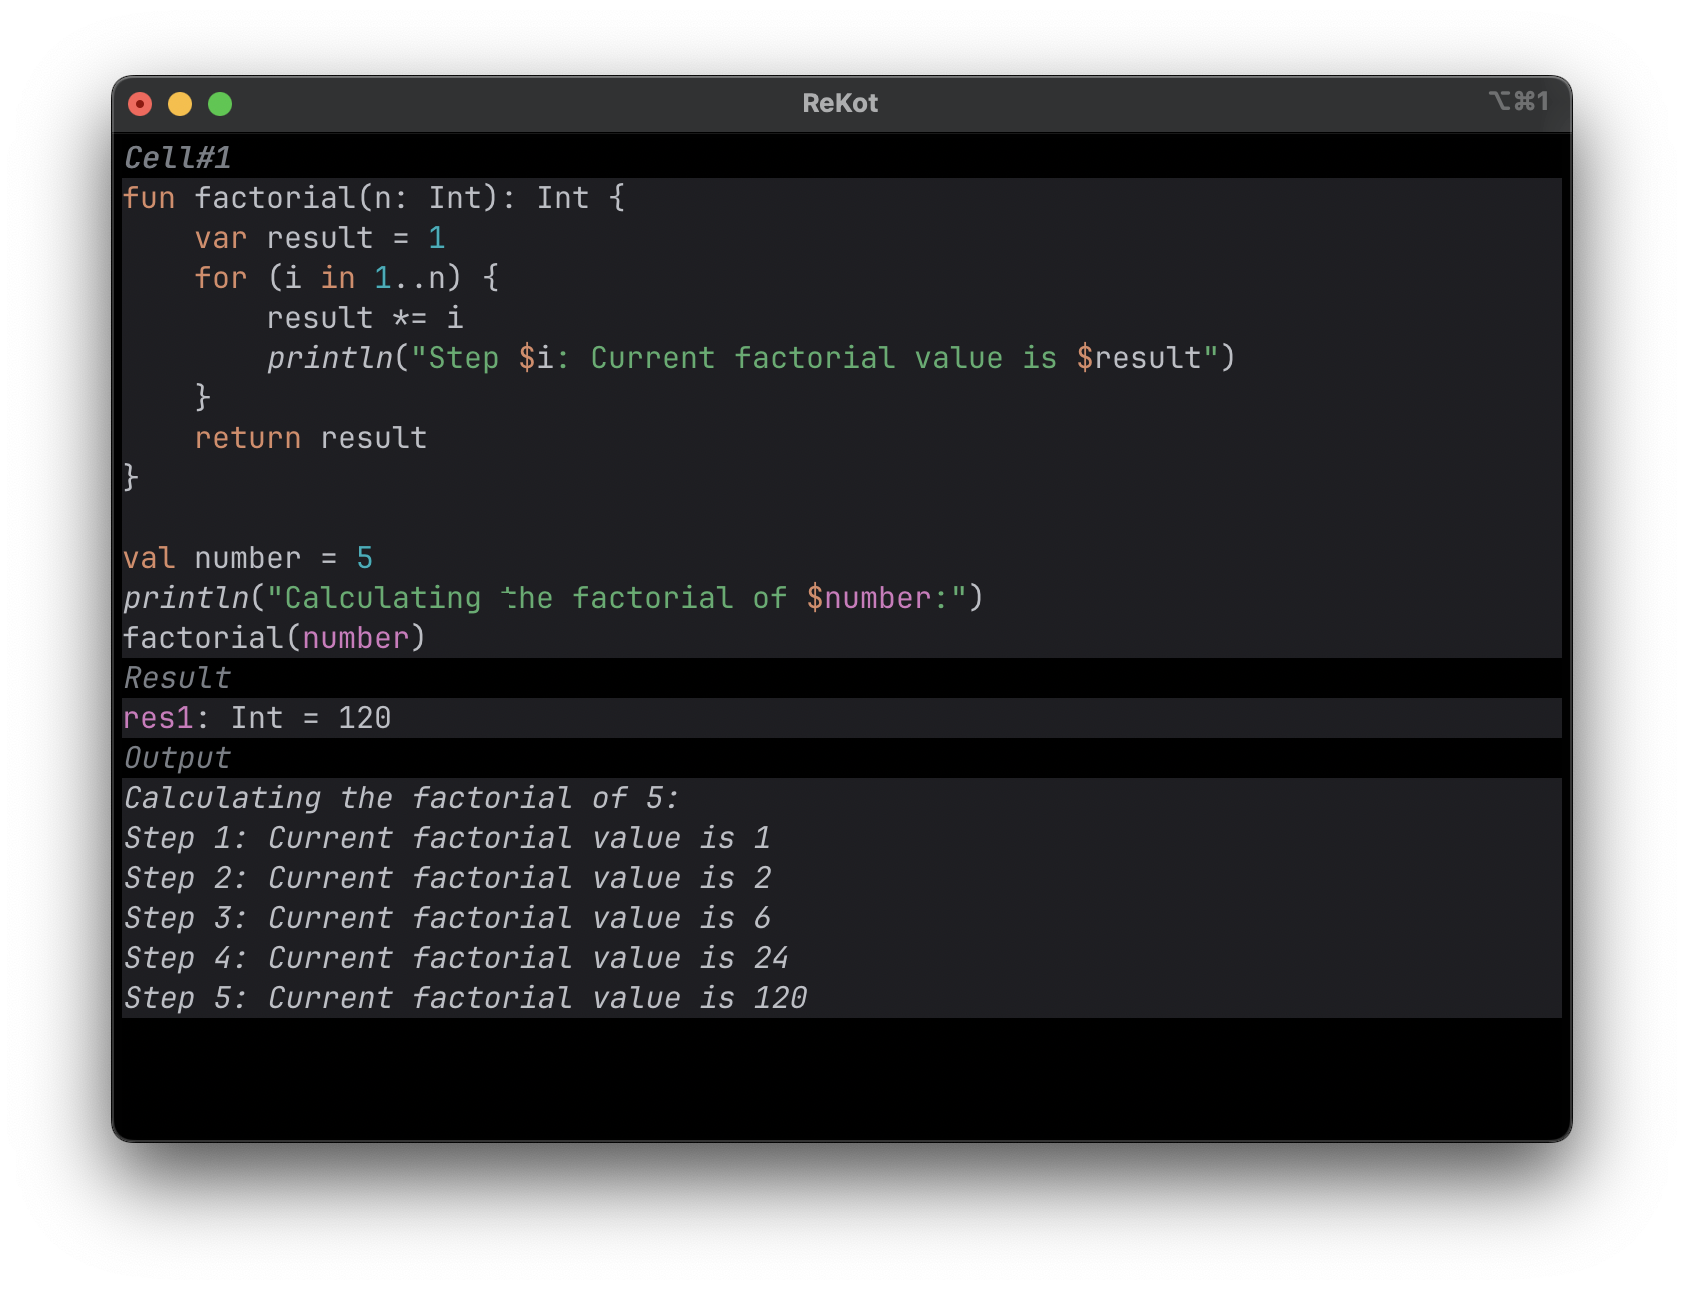 ReKot
⌥⌘1
Cell#1
fun factorial(n: Int): Int {
    var result = 1
    for (i in 1..n) {
        result *= i
        println("Step $i: Current factorial value is $result")
    }
    return result
}

val number = 5
println("Calculating the factorial of $number:")
factorial(number)
Result
res1: Int = 120
Output
Calculating the factorial of 5:
Step 1: Current factorial value is 1
Step 2: Current factorial value is 2
Step 3: Current factorial value is 6
Step 4: Current factorial value is 24
Step 5: Current factorial value is 120